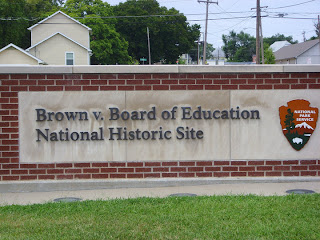 Brown v. Board of Education
National Historic Site
NATIONAL
PARK
SERVICE